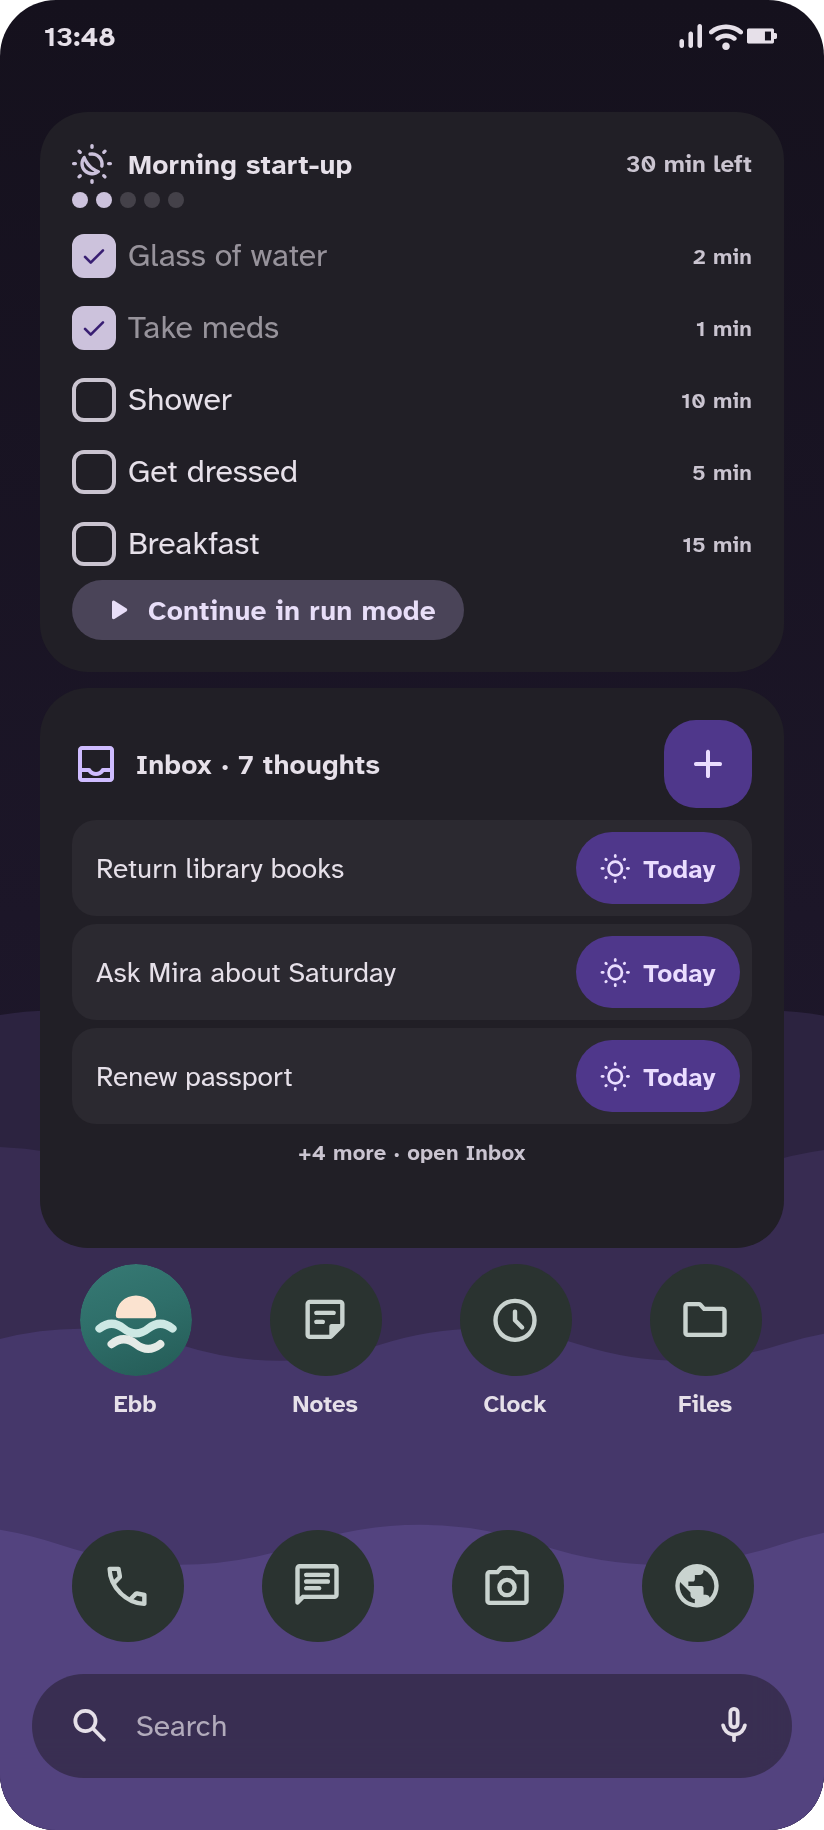 13:48
Morning start-up
30 min left
Glass of water
2 min
Take meds
1 min
Shower
10 min
Get dressed
5 min
Breakfast
15 min
Continue in run mode
Inbox · 7 thoughts
Return library books
Today
Ask Mira about Saturday
Today
Renew passport
Today
+4 more · open Inbox
Ebb
Notes
Clock
Files
Search